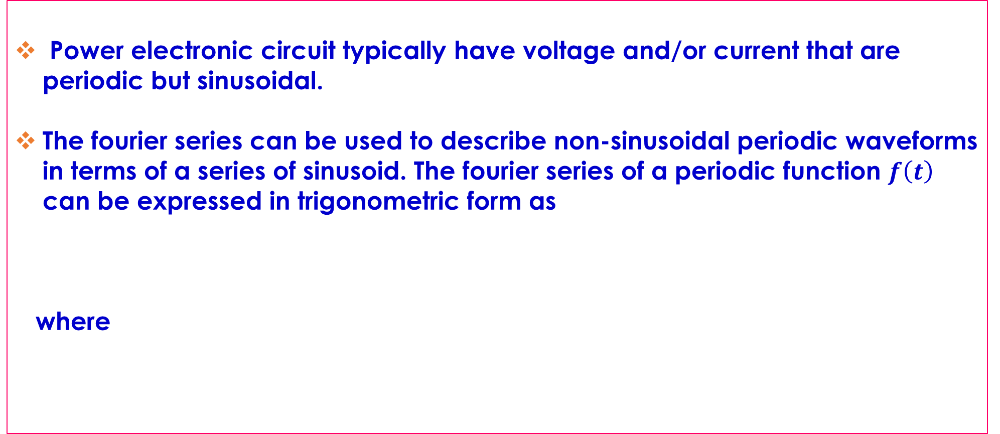 ❖ Power electronic circuit typically have voltage and/or current that are
periodic but sinusoidal.
❖ The fourier series can be used to describe non-sinusoidal periodic waveforms
in terms of a series of sinusoid. The fourier series of a periodic function f(t)
can be expressed in trigonometric form as
where